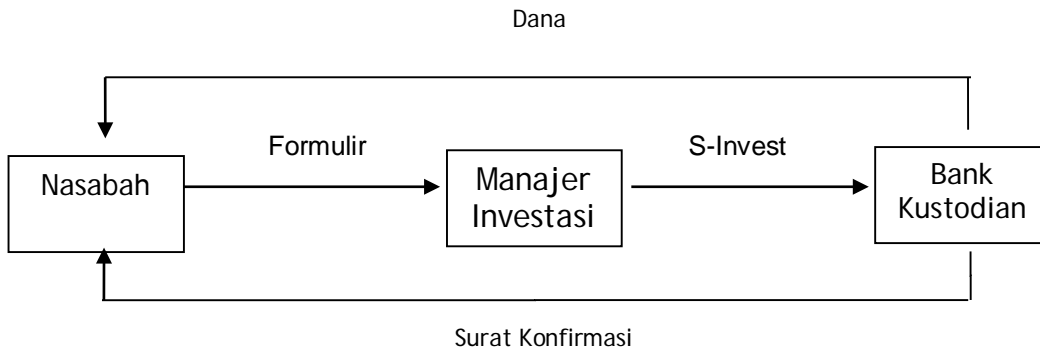 Dana
Formulir
S-Invest
Nasabah
Manajer
Investasi
Bank
Kustodian
Surat Konfirmasi